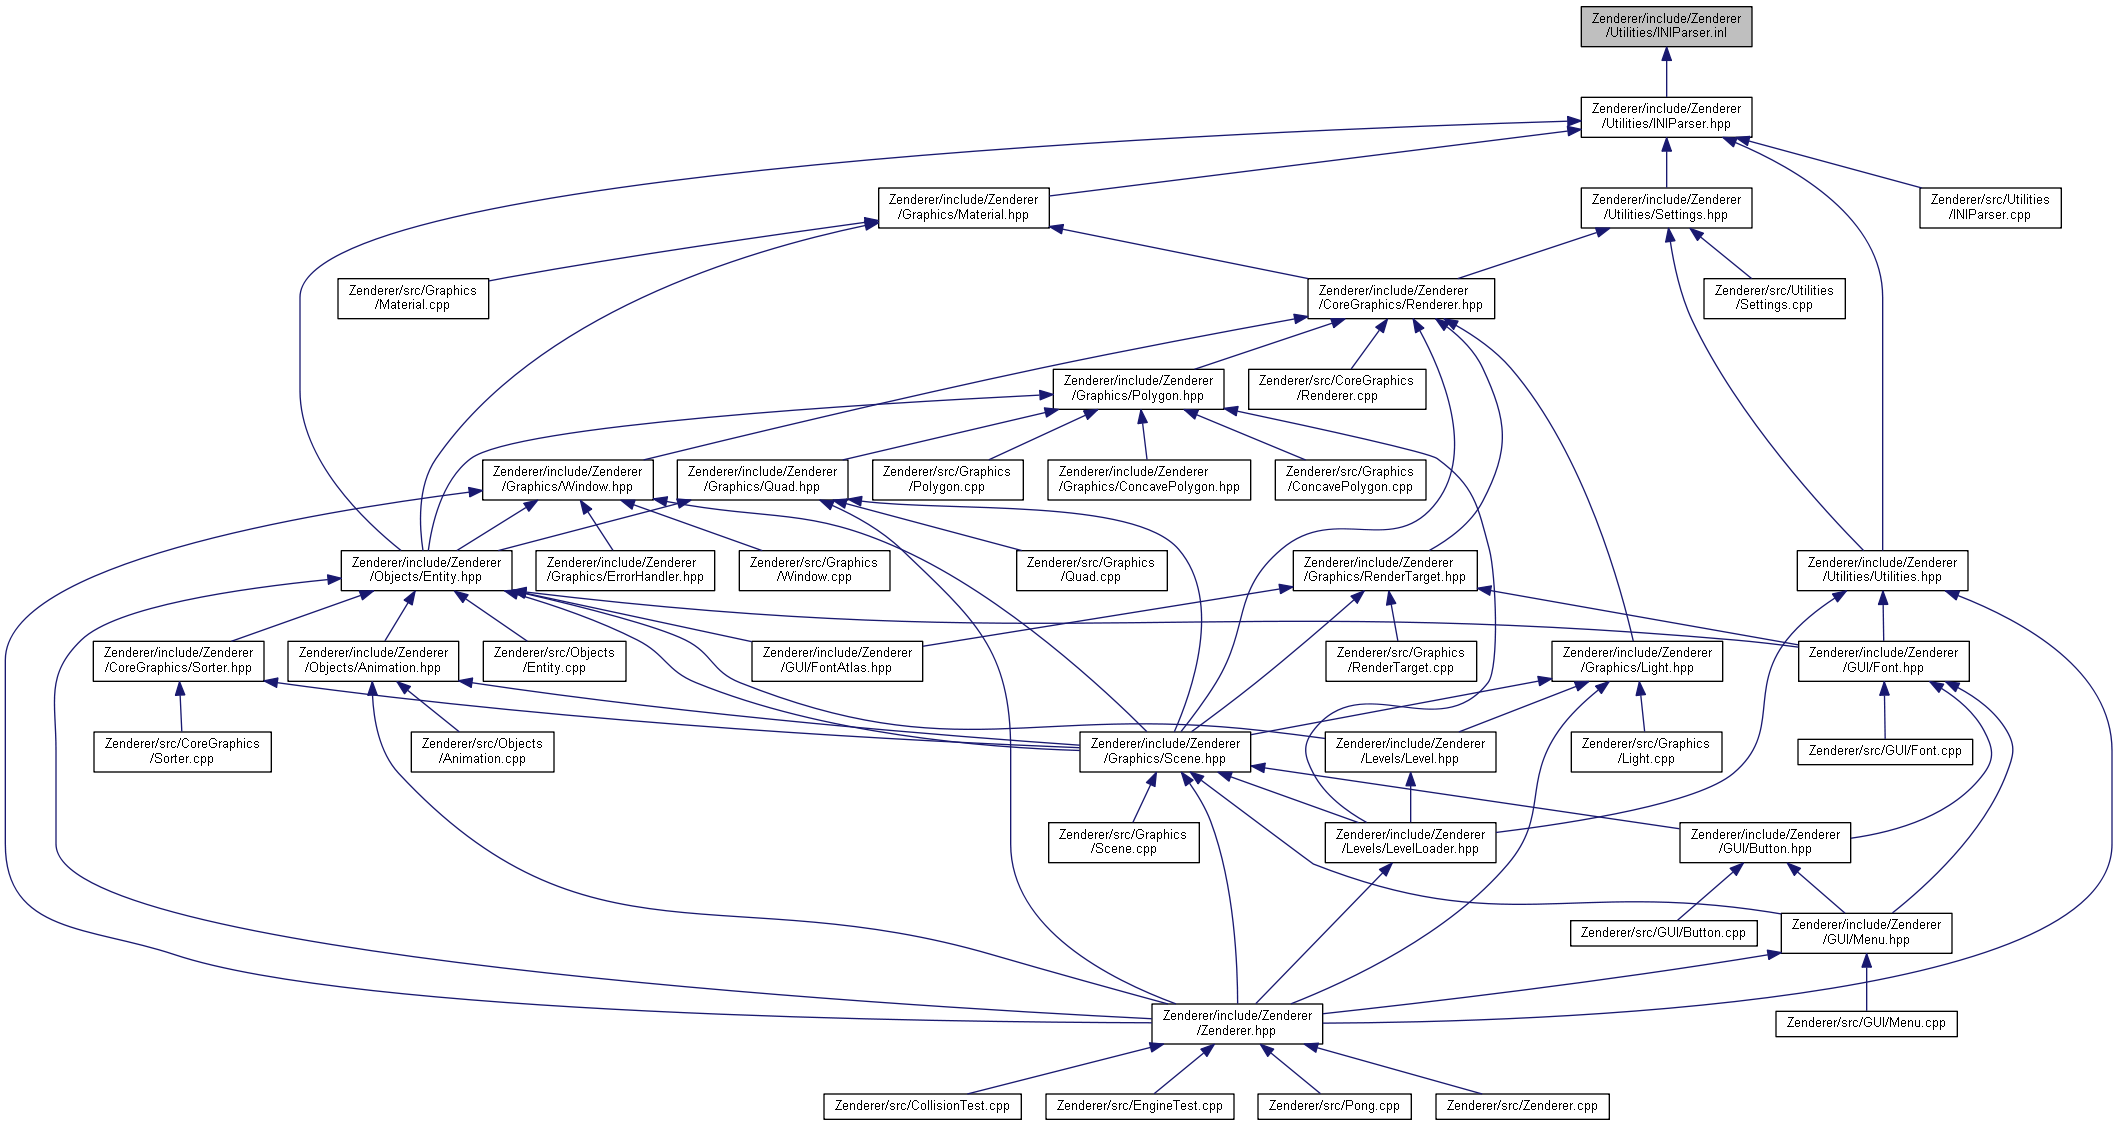 Zenderer/include/Zenderer
/Utilities/INIParser.inl
Zenderer/include/Zenderer
/Utilities/INIParser.hpp
Zenderer/include/Zenderer
/Graphics/Material.hpp
Zenderer/include/Zenderer
/Utilities/Settings.hpp
Zenderer/src/Utilities
/INIParser.cpp
Zenderer/src/Graphics
/Material.cpp
Zenderer/include/Zenderer
/CoreGraphics/Renderer.hpp
Zenderer/src/Utilities
/Settings.cpp
Zenderer/include/Zenderer
/Graphics/Polygon.hpp
Zenderer/src/CoreGraphics
/Renderer.cpp
Zenderer/include/Zenderer
/Graphics/Window.hpp
Zenderer/include/Zenderer
/Graphics/Quad.hpp
Zenderer/src/Graphics
/Polygon.cpp
Zenderer/include/Zenderer
/Graphics/ConcavePolygon.hpp
Zenderer/src/Graphics
/ConcavePolygon.cpp
Zenderer/include/Zenderer
/Objects/Entity.hpp
Zenderer/include/Zenderer
/Graphics/ErrorHandler.hpp
Zenderer/src/Graphics
/Window.cpp
Zenderer/src/Graphics
/Quad.cpp
Zenderer/include/Zenderer
/Graphics/RenderTarget.hpp
Zenderer/include/Zenderer
/Utilities/Utilities.hpp
Zenderer/include/Zenderer
/CoreGraphics/Sorter.hpp
Zenderer/include/Zenderer
/Objects/Animation.hpp
Zenderer/src/Objects
/Entity.cpp
Zenderer/include/Zenderer
/GUI/FontAtlas.hpp
Zenderer/src/Graphics
/RenderTarget.cpp
Zenderer/include/Zenderer
/Graphics/Light.hpp
Zenderer/include/Zenderer
/GUI/Font.hpp
Zenderer/src/CoreGraphics
/Sorter.cpp
Zenderer/src/Objects
/Animation.cpp
Zenderer/include/Zenderer
/Graphics/Scene.hpp
Zenderer/include/Zenderer
/Levels/Level.hpp
Zenderer/src/Graphics
/Light.cpp
Zenderer/src/GUI/Font.cpp
Zenderer/src/Graphics
/Scene.cpp
Zenderer/include/Zenderer
/Levels/LevelLoader.hpp
Zenderer/include/Zenderer
/GUI/Button.hpp
Zenderer/src/GUI/Button.cpp
Zenderer/include/Zenderer
/GUI/Menu.hpp
Zenderer/include/Zenderer
/Zenderer.hpp
Zenderer/src/GUI/Menu.cpp
Zenderer/src/CollisionTest.cpp
Zenderer/src/EngineTest.cpp
Zenderer/src/Pong.cpp
Zenderer/src/Zenderer.cpp